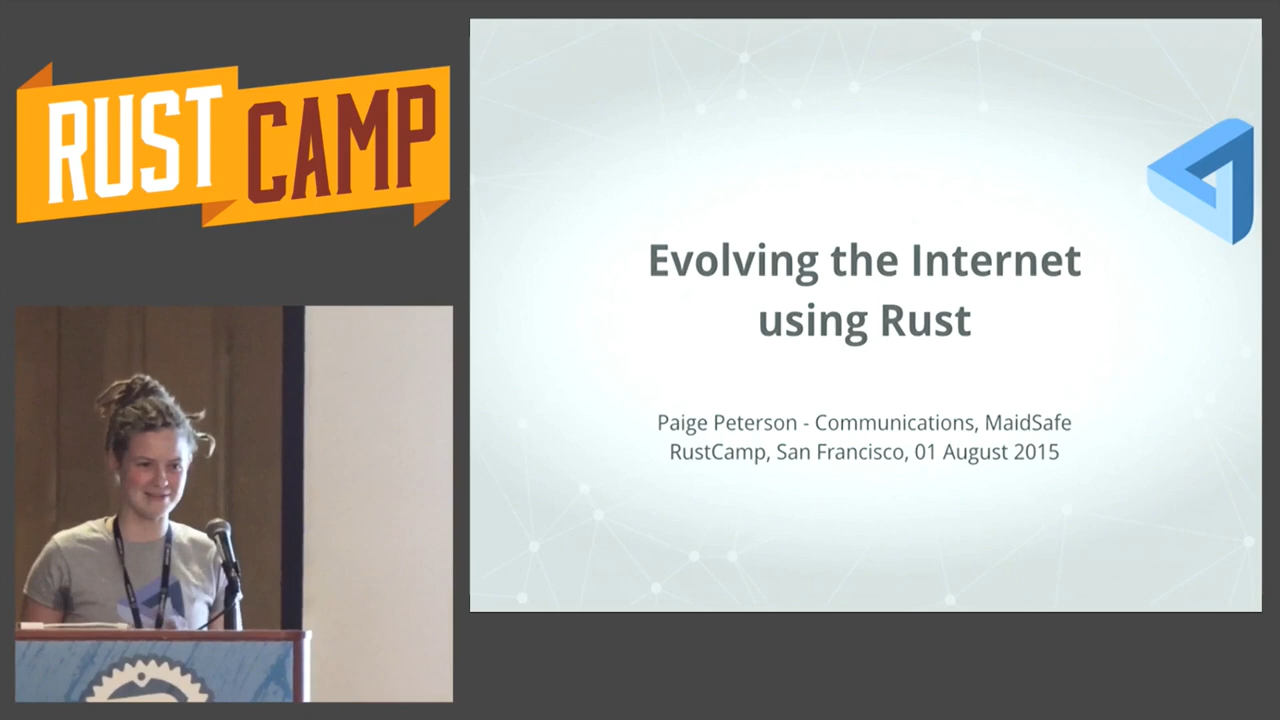 RUST CAMP
Evolving the Internet
using Rust
Paige Peterson - Communications, MaidSafe
RustCamp, San Francisco, 01 August 2015